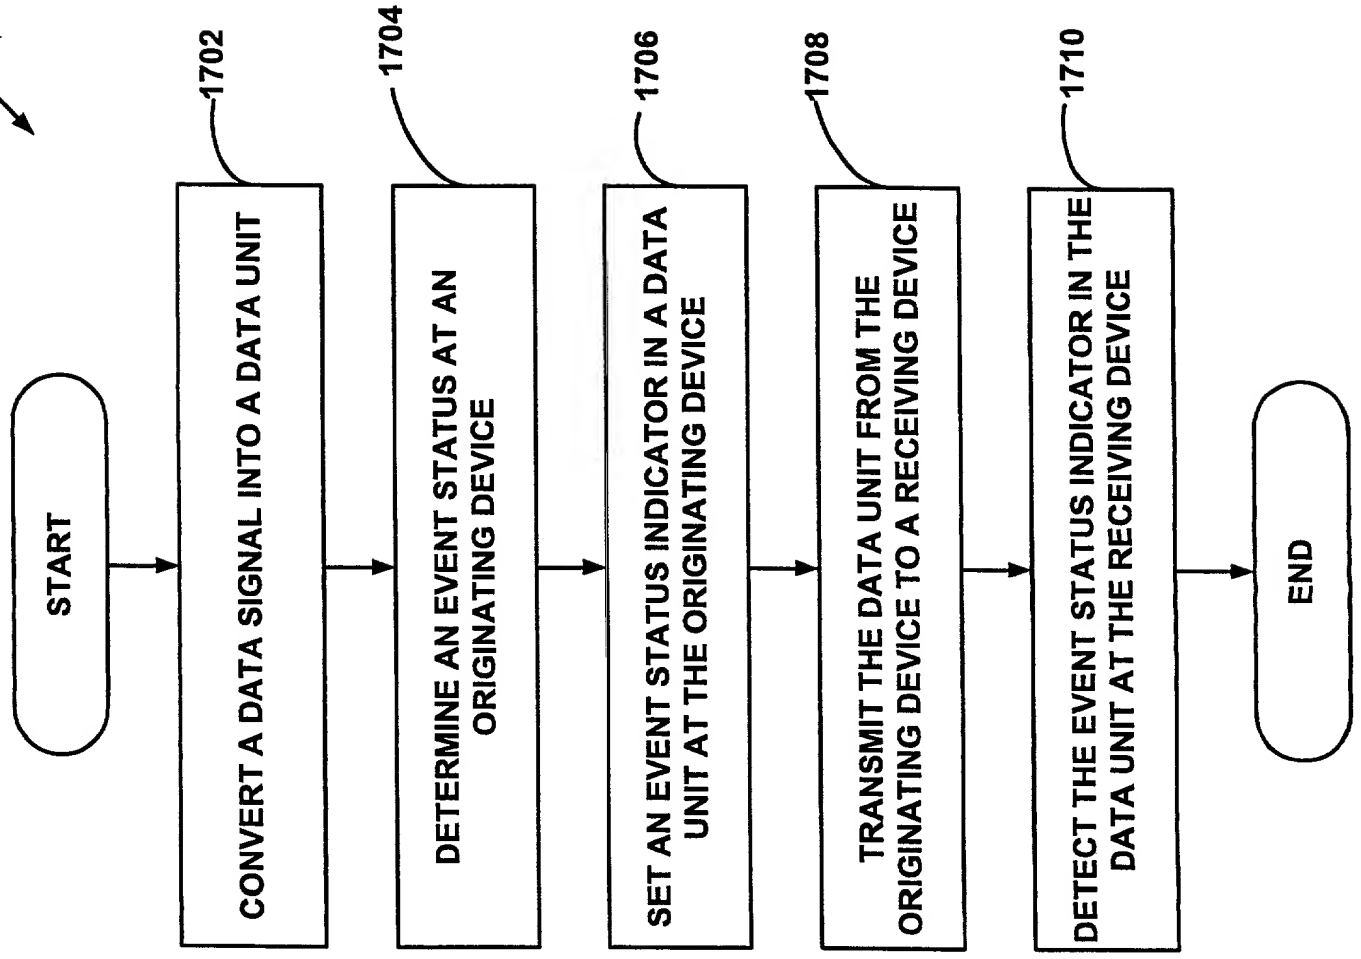 START
CONVERT A DATA SIGNAL INTO A DATA UNIT
1702
DETERMINE AN EVENT STATUS AT AN
ORIGINATING DEVICE
1704
SET AN EVENT STATUS INDICATOR IN A DATA
UNIT AT THE ORIGINATING DEVICE
1706
TRANSMIT THE DATA UNIT FROM THE
ORIGINATING DEVICE TO A RECEIVING DEVICE
1708
DETECT THE EVENT STATUS INDICATOR IN THE
DATA UNIT AT THE RECEIVING DEVICE
1710
END